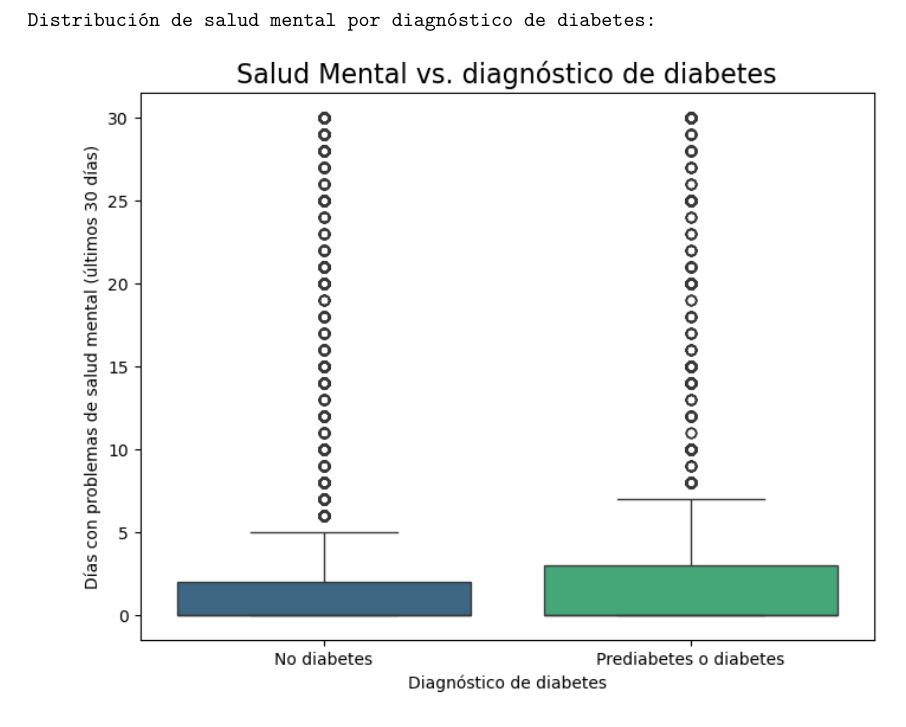 Distribución de salud mental por diagnóstico de diabetes:
Salud Mental vs. diagnóstico de diabetes
Días con problemas de salud mental (últimos 30 días)
30
25
20
15
10
5
0
No diabetes
Prediabetes o diabetes
Diagnóstico de diabetes